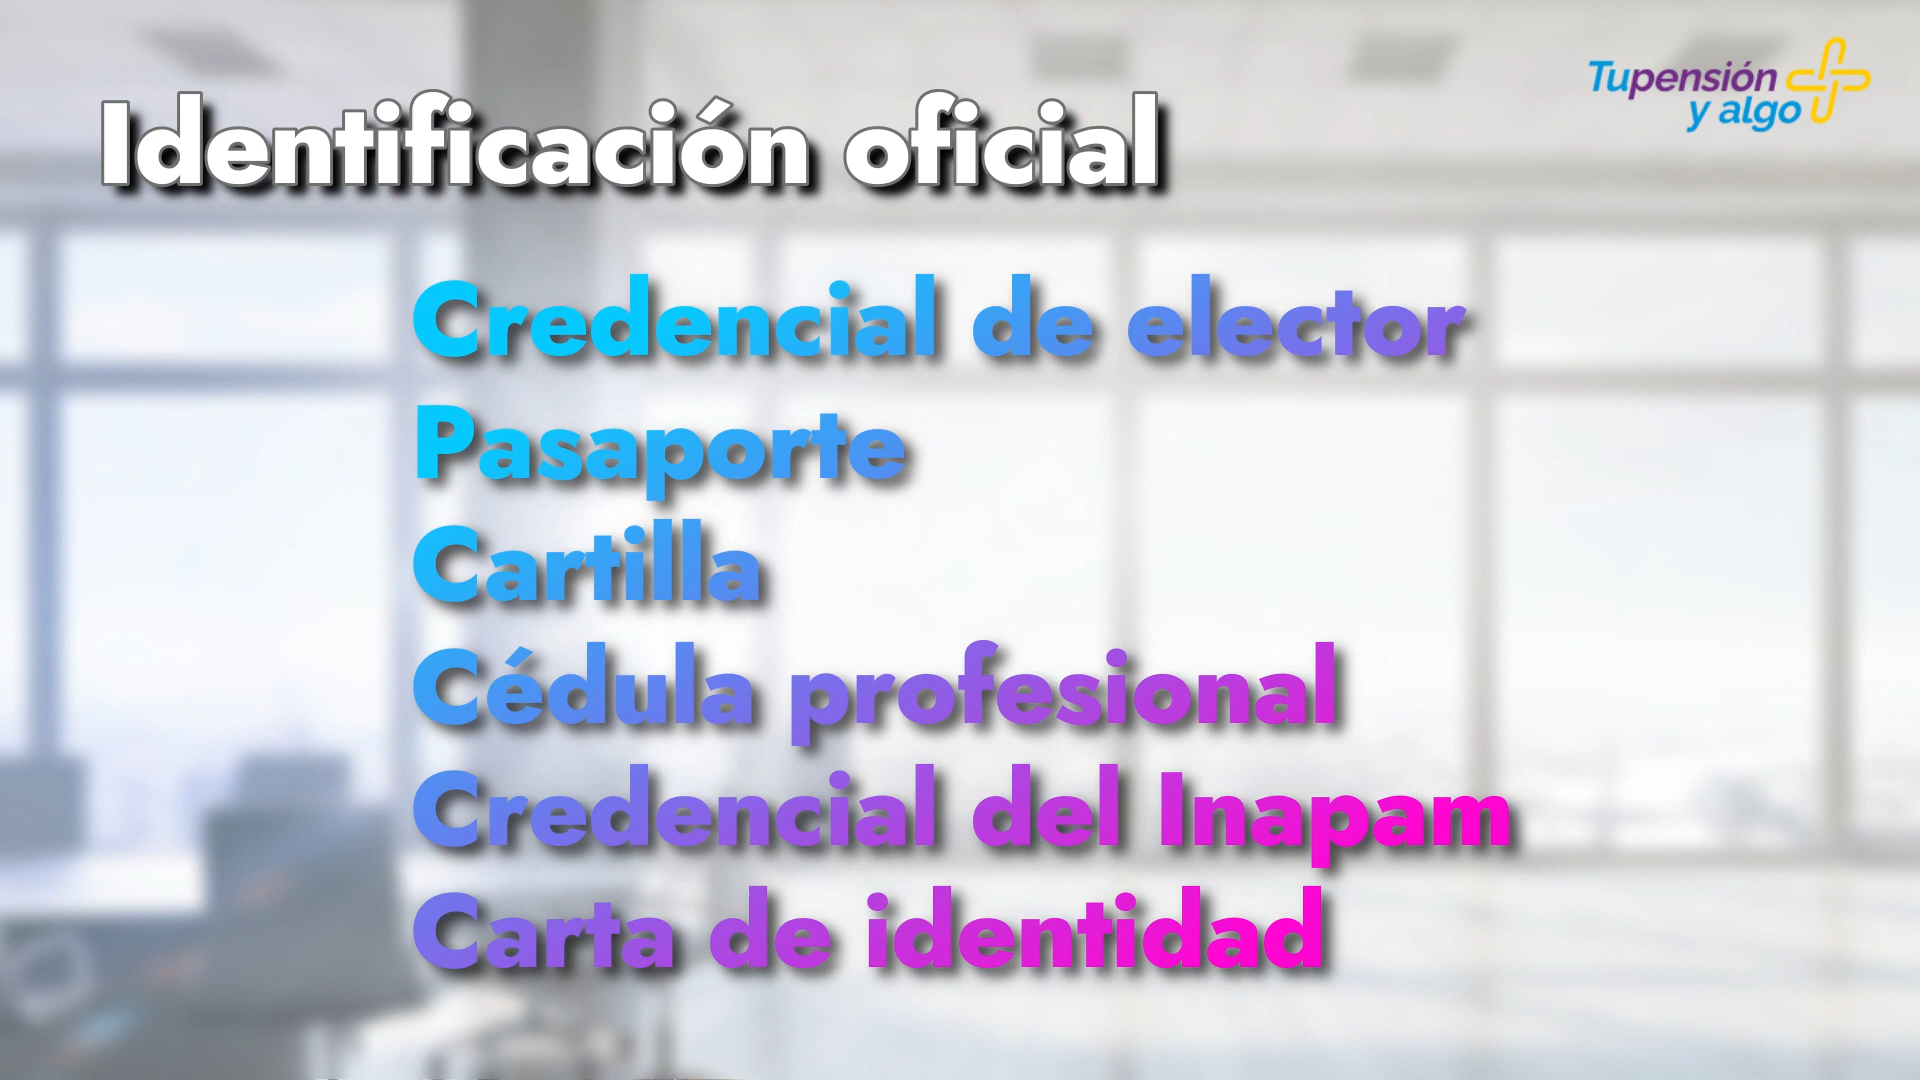 Identificación oficial
Tupensión
y algo
Credencial de elector
Pasaporte
Cartilla
Cédula profesional
Credencial del Inapam
Carta de identidad